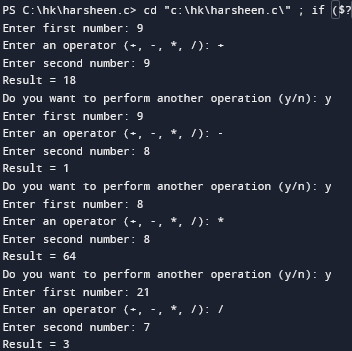 PS C:\hk\harsheen.c> cd "c:\hk\harsheen.c\" ; if ($?
Enter first number: 9
Enter an operator (+, -, *, /): +
Enter second number: 9
Result = 18
Do you want to perform another operation (y/n): y
Enter first number: 9
Enter an operator (+, -, *, /): -
Enter second number: 8
Result = 1
Do you want to perform another operation (y/n): y
Enter first number: 8
Enter an operator (+, -, *, /): *
Enter second number: 8
Result = 64
Do you want to perform another operation (y/n): y
Enter first number: 21
Enter an operator (+, -, *, /): /
Enter second number: 7
Result = 3